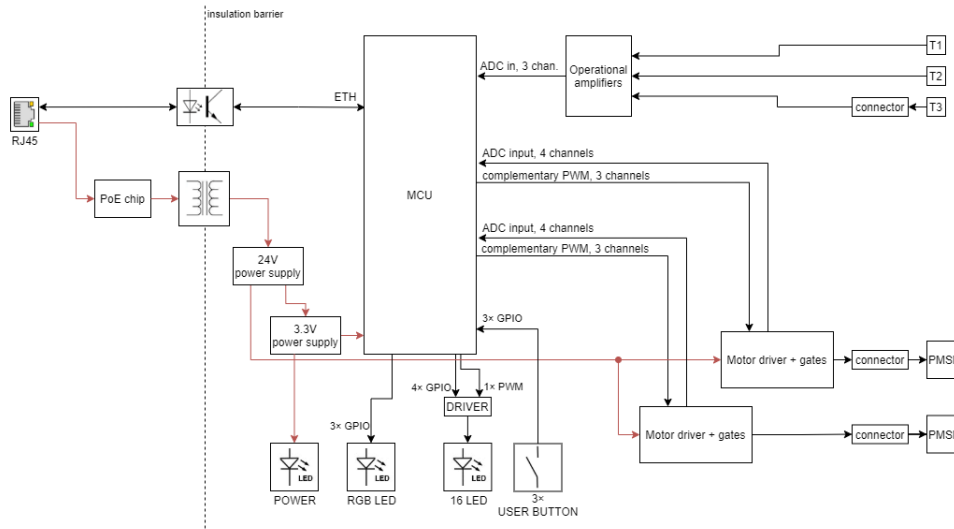 insulation barrier
RJ45
PoE chip
24V
power supply
3.3V
power supply
ETH
MCU
ADC in, 3 chan.
Operational
amplifiers
T1
T2
connector
T3
ADC input, 4 channels
complementary PWM, 3 channels
ADC input, 4 channels
complementary PWM, 3 channels
3× GPIO
Motor driver + gates
connector
Motor driver + gates
connector
4× GPIO
1× PWM
DRIVER
3× GPIO
LED
POWER
LED
RGB LED
LED
16 LED
3×
USER BUTTON